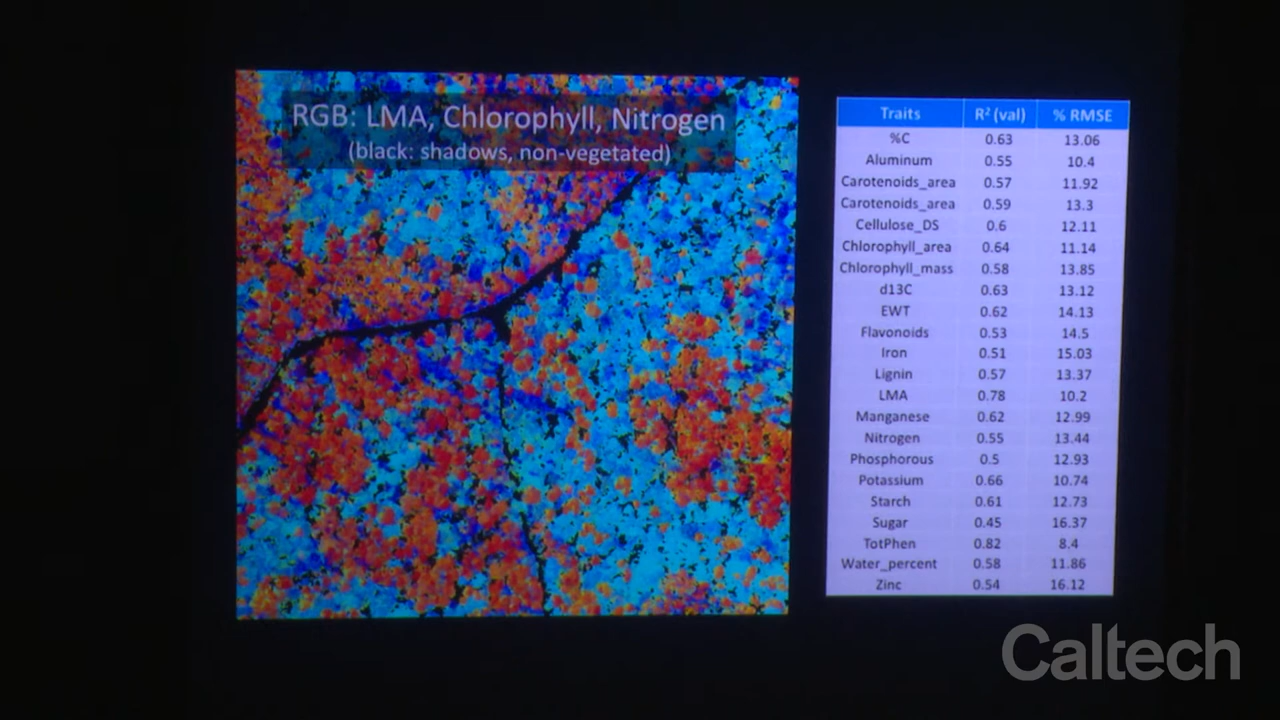 RGB: LMA, Chlorophyll, Nitrogen
(black: shadows, non-vegetated)
Traits R² (val) % RMSE
%C 0.63 13.06
Aluminum 0.55 10.4
Carotenoids_area 0.57 11.92
Carotenoids_area 0.59 13.3
Cellulose_DS 0.6 12.11
Chlorophyll_area 0.64 11.14
Chlorophyll_mass 0.58 13.85
d13C 0.63 13.12
EWT 0.62 14.13
Flavonoids 0.53 14.5
Iron 0.51 15.03
Lignin 0.57 13.37
LMA 0.78 10.2
Manganese 0.62 12.99
Nitrogen 0.55 13.44
Phosphorous 0.5 12.93
Potassium 0.66 10.74
Starch 0.61 12.73
Sugar 0.45 16.37
TotPhen 0.82 8.4
Water_percent 0.58 11.86
Zinc 0.54 16.12
Caltech